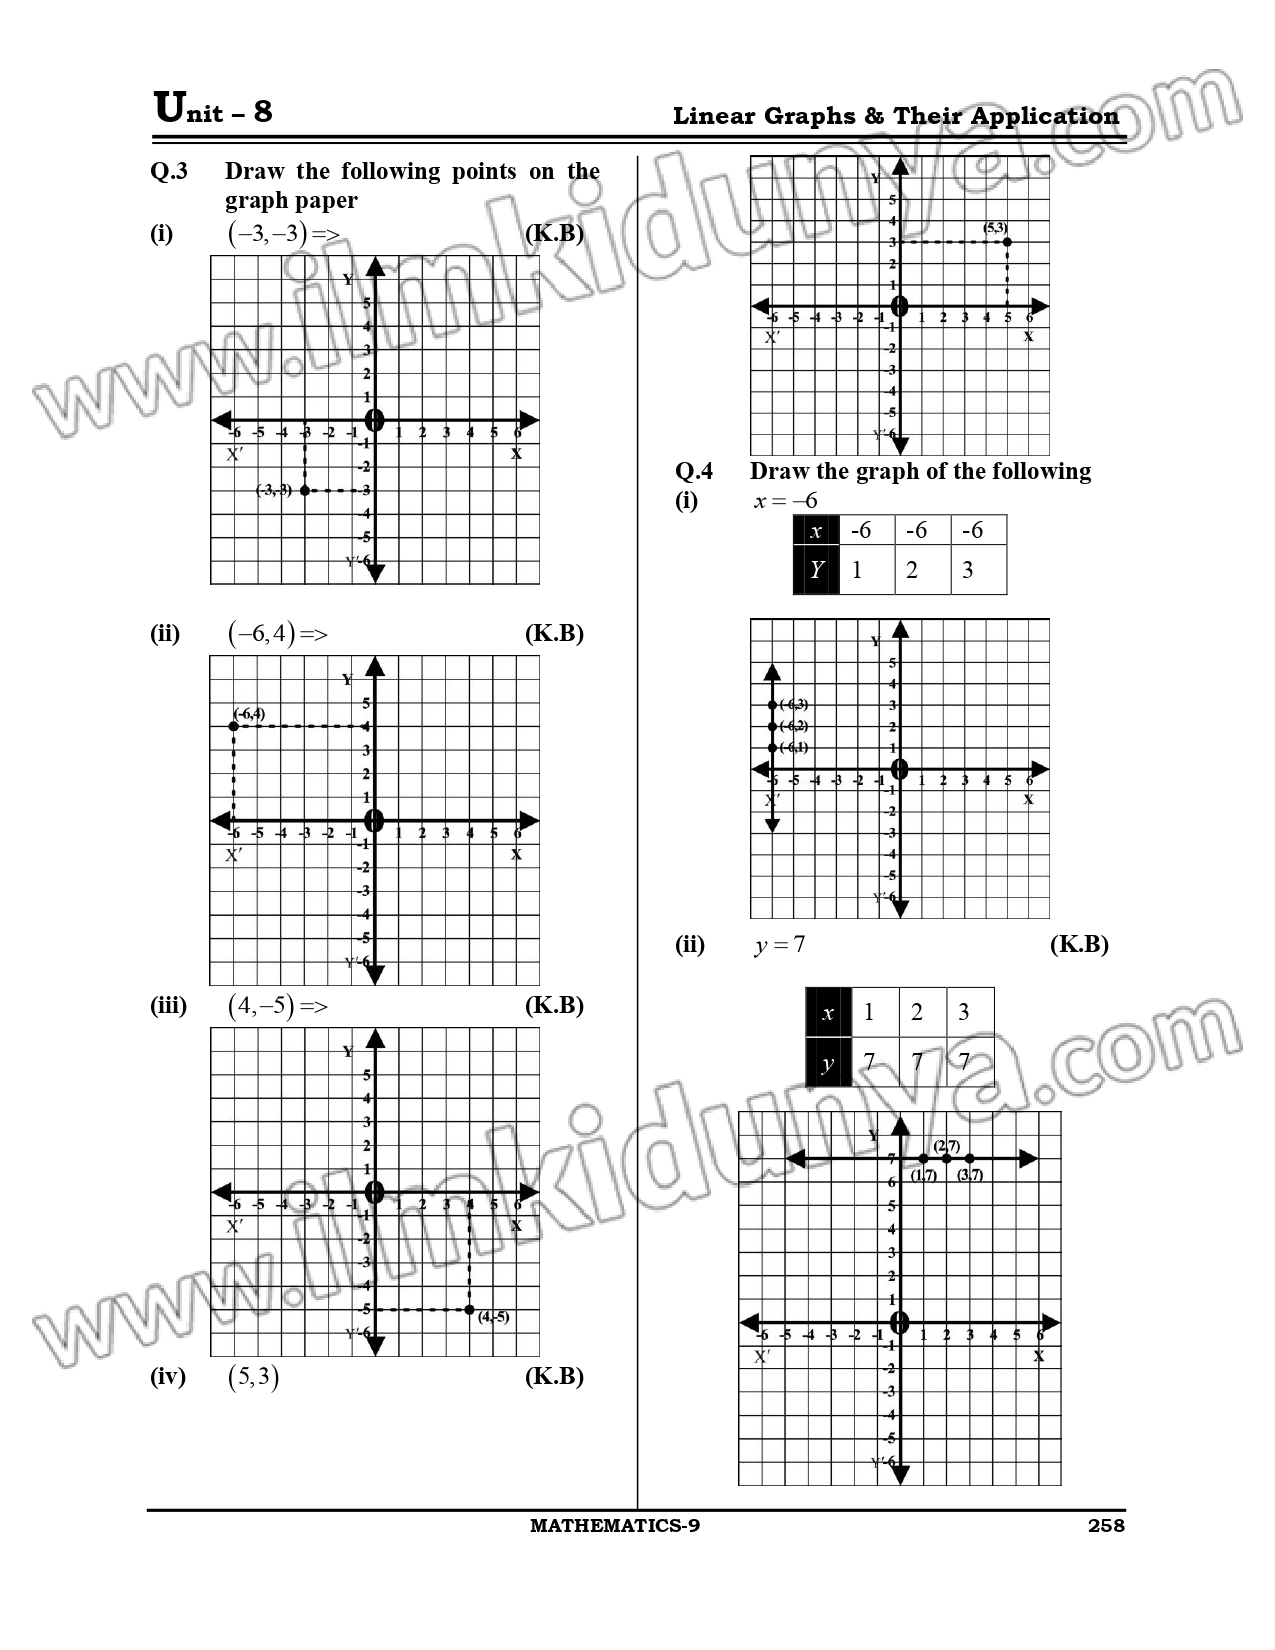 Unit – 8
Linear Graphs & Their Application
Q.3 Draw the following points on the
graph paper
(i) (−3,−3)=> (K.B)
Y
5
4
3
2
1
O
-6 -5 -4 -3 -2 -1 1 2 3 4 5 6
X′ X
-1
-2
(-3,-3) -3
-4
-5
Y′-6
(ii) (−6,4)=> (K.B)
Y
5
(-6,4) 4
3
2
1
O
-6 -5 -4 -3 -2 -1 1 2 3 4 5 6
X′ X
-1
-2
-3
-4
-5
Y′-6
(iii) (4,−5)=> (K.B)
Y
5
4
3
2
1
O
-6 -5 -4 -3 -2 -1 1 2 3 4 5 6
X′ X
-1
-2
-3
-4
-5 (4,-5)
Y′-6
(iv) (5,3) (K.B)
Y
5
4
(5,3)
3
2
1
O
-6 -5 -4 -3 -2 -1 1 2 3 4 5 6
X′ X
-1
-2
-3
-4
-5
Y′-6
Q.4 Draw the graph of the following
(i) x = −6
x -6 -6 -6
Y 1 2 3
Y
5
4
(-6,3) 3
(-6,2) 2
(-6,1) 1
O
-6 -5 -4 -3 -2 -1 1 2 3 4 5 6
X′ X
-1
-2
-3
-4
-5
Y′-6
(ii) y = 7 (K.B)
x 1 2 3
y 7 7 7
Y
(2,7)
7
(1,7) (3,7)
6
5
4
3
2
1
O
-6 -5 -4 -3 -2 -1 1 2 3 4 5 6
X′ X
-1
-2
-3
-4
-5
Y′-6
MATHEMATICS-9 258
www.ilmkidunya.com
www.ilmkidunya.com